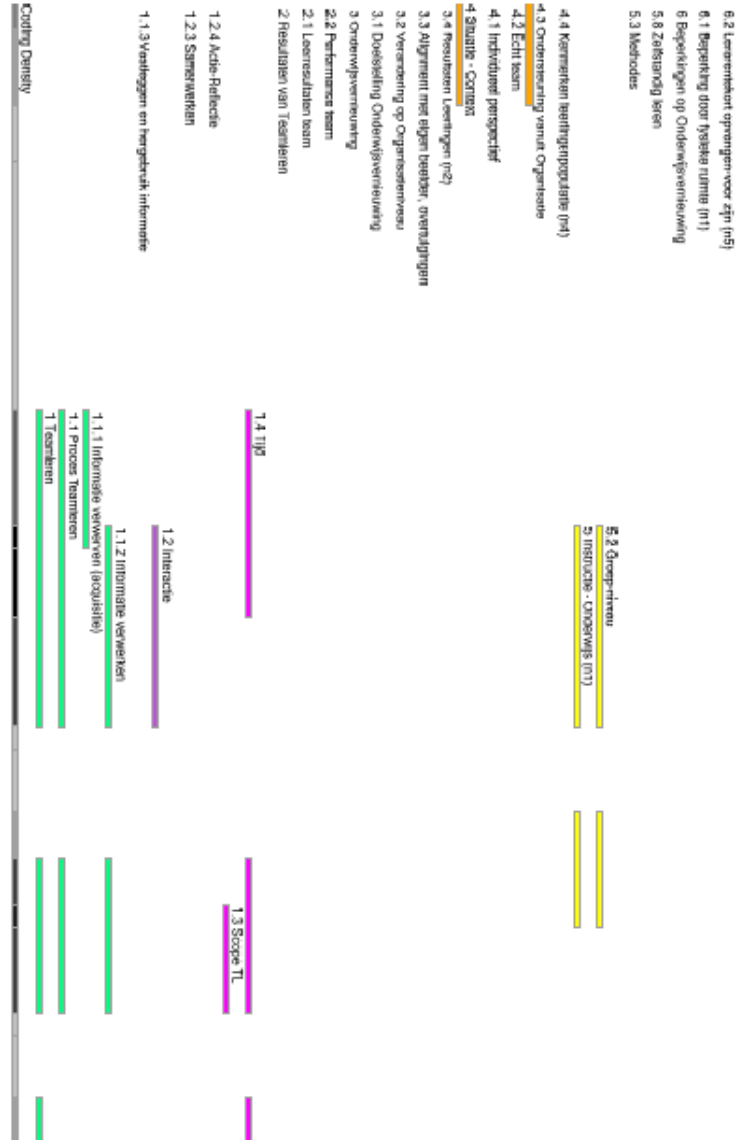 Coding Density
1 Teamleren
1.1 Proces Teamleren
1.1.1 Informatie verwerven (acquisitie)
1.1.2 Informatie verwerken
1.1.3 Vastleggen en hergebruik informatie
1.2 Interactie
1.2.3 Samenwerken
1.2.4 Actie-Reflectie
1.3 Scope TL
1.4 Tijd
2 Resultaten van Teamleren
2.1 Leerresultaten team
2.2 Performance team
3 Onderwijsvernieuwing
3.1 Doelstelling Onderwijsvernieuwing
3.2 Verandering op Organisatieniveau
3.3 Alignment met eigen beelden, overtuigingen
3.4 Resultaten Leerlingen (n2)
4 Situatie - Context
4.1 Individueel perspectief
4.2 Echt team
4.3 Ondersteuning vanuit Organisatie
4.4 Kenmerken leerlingenpopulatie (n4)
5 Instructie - Onderwijs (n1)
5.2 Groep-niveau
5.3 Methodes
5.8 Zelfstandig leren
6 Beperkingen op Onderwijsvernieuwing
6.1 Beperking door fysieke ruimte (n1)
6.2 Lerarentekort opvangen-voor zijn (n5)